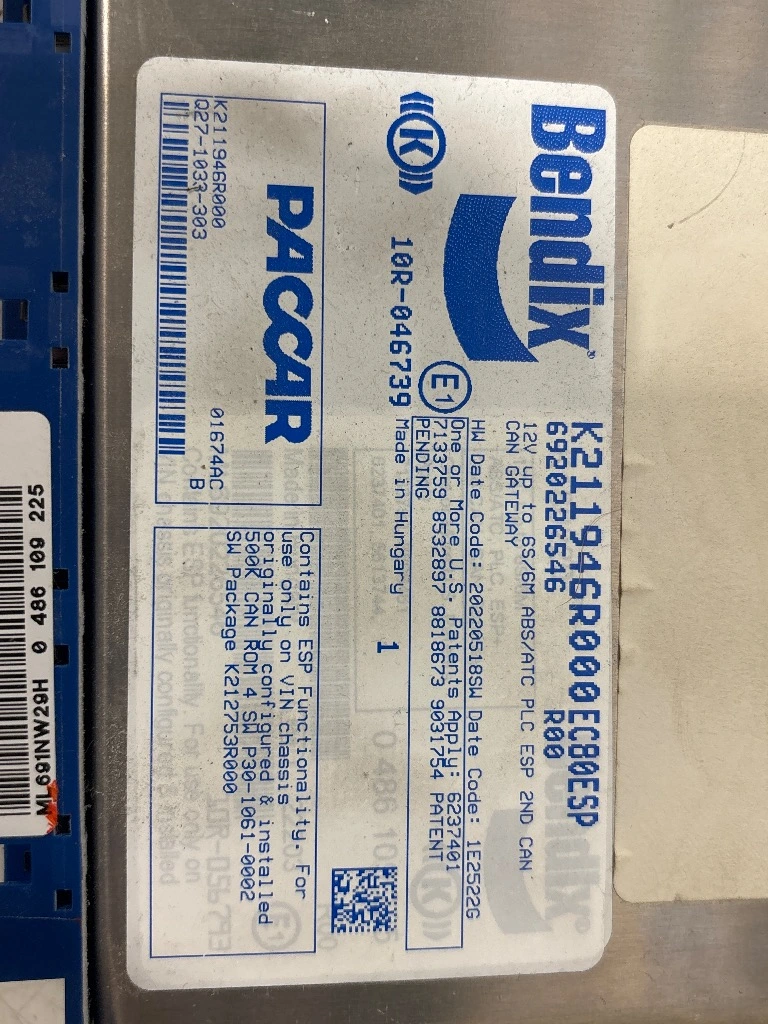 Bendix
K211946R000 EC80ESP
6920226546 R00
12V up to 6S/6M ABS/ATC PLC ESP 2ND CAN
CAN GATEWAY
HW Date Code: 20220518SW Date Code: 1E2522G
One or More U.S. Patents Apply: 6237401
7133759 8532897 8818673 9031754 PATENT
PENDING
K
10R-046739
E1
Made in Hungary 1
PACCAR
K211946R000
Q27-1033-303
01674AC
B
Contains ESP Functionality. For
use only on VIN chassis
originally configured & installed
500K CAN ROM 4 SW P30-1061-0002
SW Package K212753R000
ML691NW29H 0 486 109 225